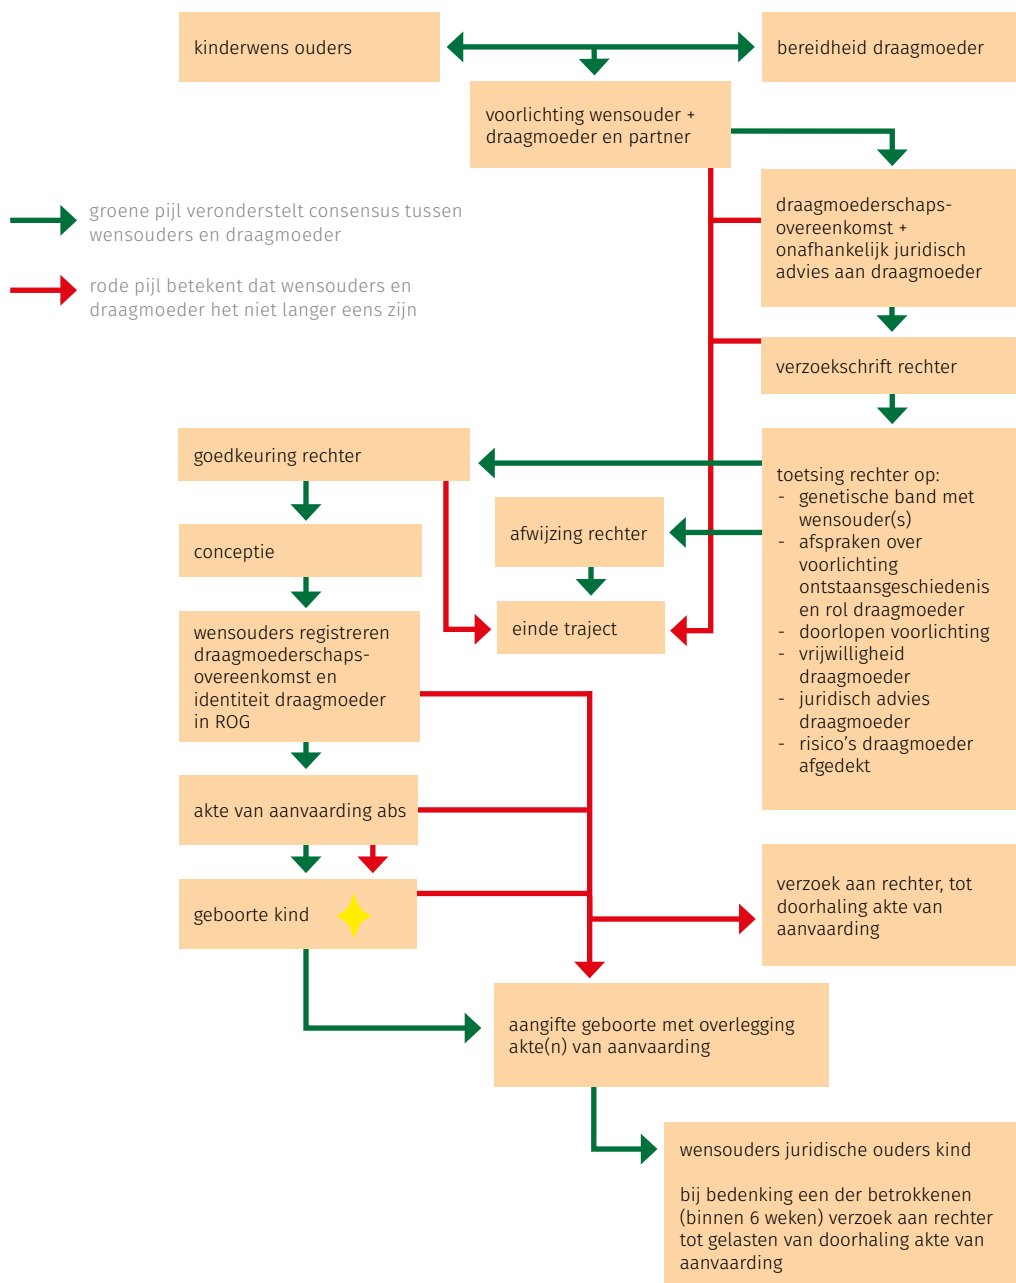 kinderwens ouders
bereidheid draagmoeder
voorlichting wensouder +
draagmoeder en partner
groene pijl veronderstelt consensus tussen
wensouders en draagmoeder
rode pijl betekent dat wensouders en
draagmoeder het niet langer eens zijn
draagmoederschaps-
overeenkomst +
onafhankelijk juridisch
advies aan draagmoeder
verzoekschrift rechter
goedkeuring rechter
toetsing rechter op:
- genetische band met
wensouder(s)
- afspraken over
voorlichting
ontstaansgeschiedenis
en rol draagmoeder
- doorlopen voorlichting
- vrijwilligheid
draagmoeder
- juridisch advies
draagmoeder
- risico's draagmoeder
afgedekt
afwijzing rechter
conceptie
einde traject
wensouders registreren
draagmoederschaps-
overeenkomst en
identiteit draagmoeder
in ROG
akte van aanvaarding abs
geboorte kind
verzoek aan rechter, tot
doorhaling akte van
aanvaarding
aangifte geboorte met overlegging
akte(n) van aanvaarding
wensouders juridische ouders kind
bij bedenking een der betrokkenen
(binnen 6 weken) verzoek aan rechter
tot gelasten van doorhaling akte van
aanvaarding